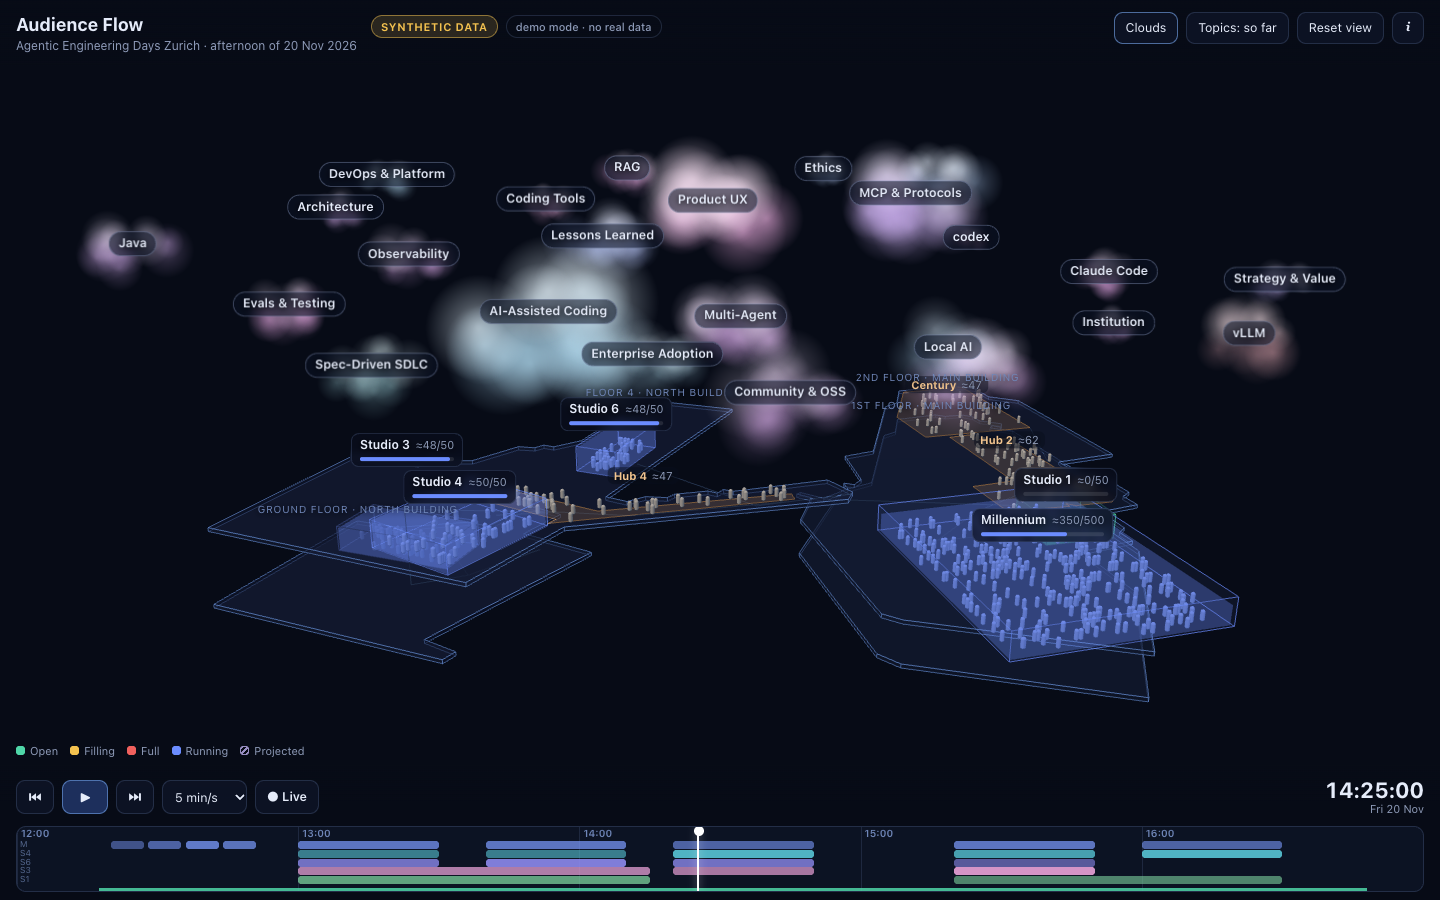 Audience Flow
SYNTHETIC DATA
demo mode · no real data
Clouds
Topics: so far
Reset view
i
Agentic Engineering Days Zurich · afternoon of 20 Nov 2026
RAG
Ethics
DevOps & Platform
MCP & Protocols
Coding Tools
Product UX
Architecture
Lessons Learned
codex
Java
Observability
Claude Code
Strategy & Value
Evals & Testing
AI-Assisted Coding
Multi-Agent
Institution
vLLM
Local AI
Enterprise Adoption
Spec-Driven SDLC
2ND FLOOR · MAIN BUILDING
Century ≈47
FLOOR 4 · NORTH BUILD
Community & OSS
1ST FLOOR · MAIN BUILDING
Studio 6 ≈48/50
Hub 2 ≈62
Studio 3 ≈48/50
Hub 4 ≈47
Studio 4 ≈50/50
Studio 1 ≈0/50
GROUND FLOOR · NORTH BUILDING
Millennium ≈350/500
Open
Filling
Full
Running
Projected
5 min/s
Live
14:25:00
Fri 20 Nov
12:00
13:00
14:00
15:00
16:00
M
S4
S6
S3
S1